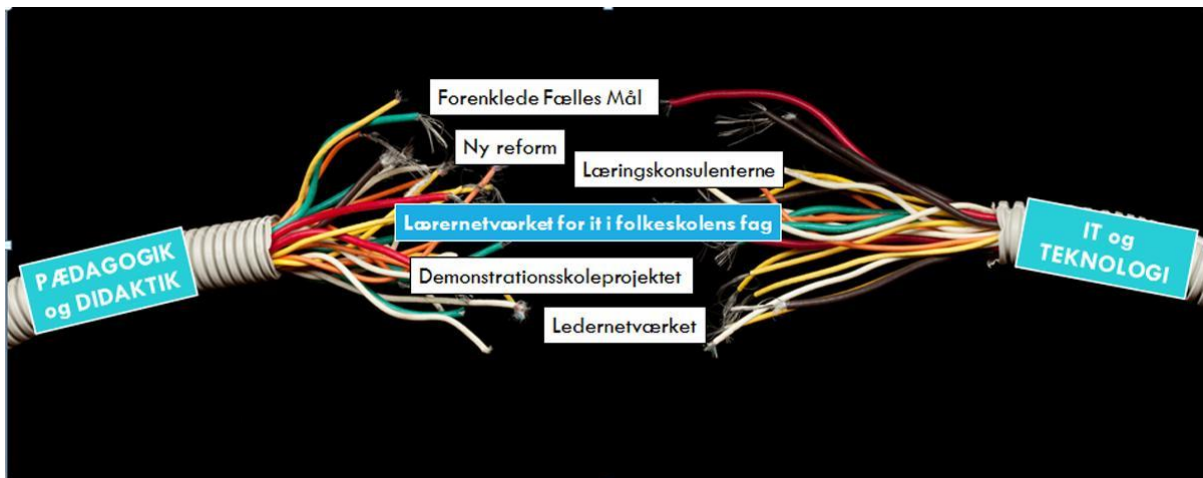 Forenklede Fælles Mål
Ny reform
Læringskonsulenterne
Lærernetværket for it i folkeskolens fag
Demonstrationsskoleprojektet
Ledernetværket
PÆDAGOGIK
og DIDAKTIK
IT og
TEKNOLOGI